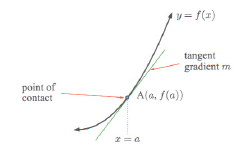 y = f(x)
tangent
gradient m
point of
contact
A(a, f(a))
x = a